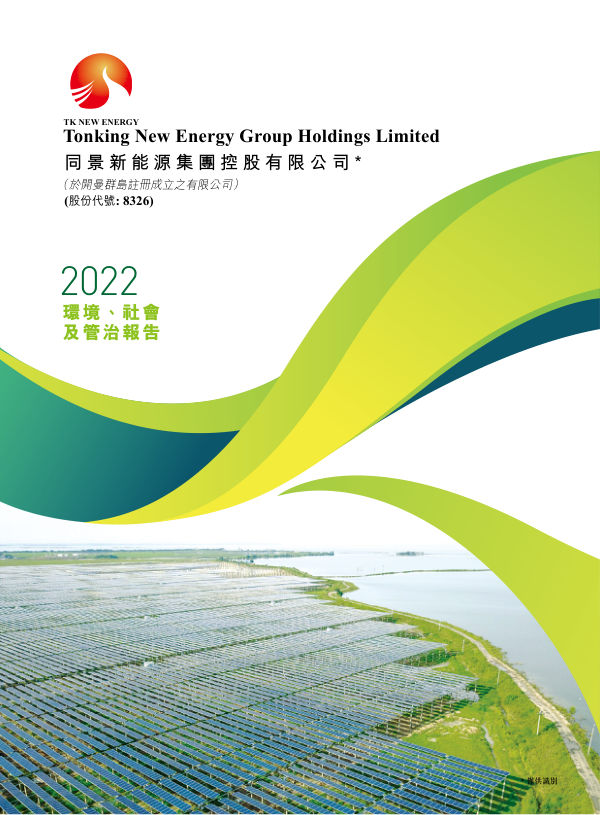 TK NEW ENERGY
Tonking New Energy Group Holdings Limited
同景新能源集團控股有限公司*
(於開曼群島註冊成立之有限公司)
(股份代號: 8326)
2022
環境、社會
及管治報告
* 僅供識別